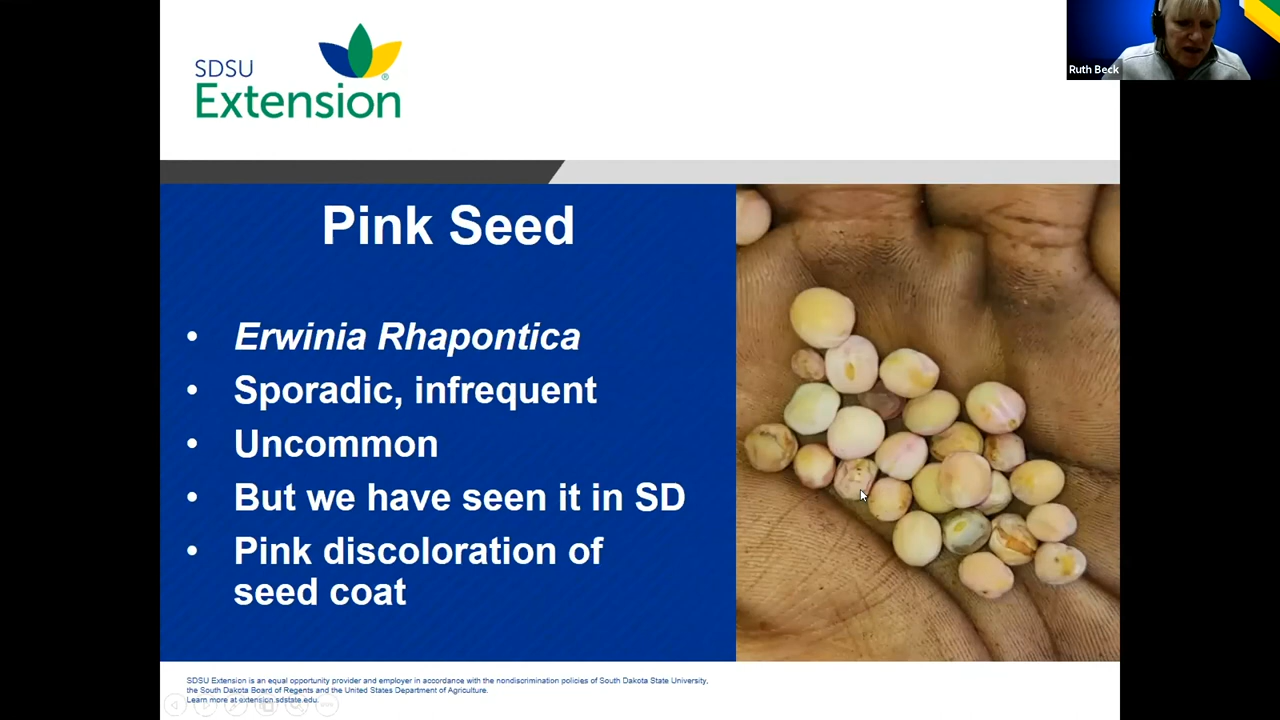 SDSU
Extension
®
Ruth Beck
Pink Seed
• Erwinia Rhapontica
• Sporadic, infrequent
• Uncommon
• But we have seen it in SD
• Pink discoloration of
seed coat
SDSU Extension is an equal opportunity provider and employer in accordance with the nondiscrimination policies of South Dakota State University,
the South Dakota Board of Regents and the United States Department of Agriculture.
Learn more at extension.sdstate.edu.